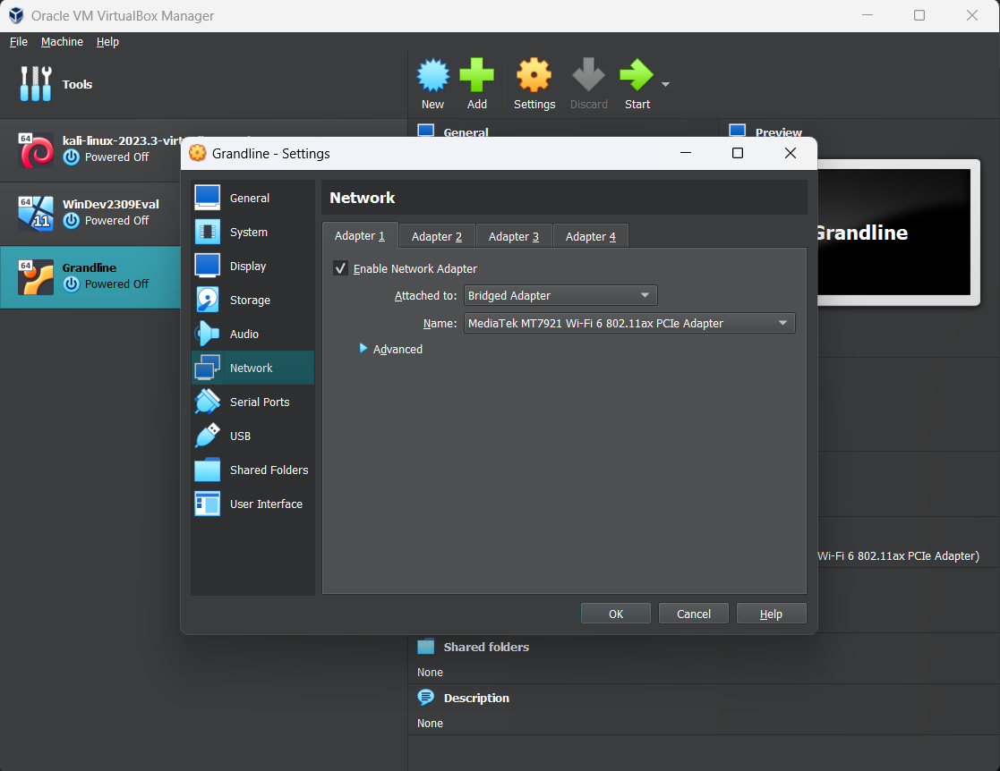 Oracle VM VirtualBox Manager
File Machine Help
Tools
New Add Settings Discard Start
64
kali-linux-2023.3-virt
Powered Off
64
11
WinDev2309Eval
Powered Off
64
Grandline
Powered Off
General
Preview
Grandline
Grandline - Settings
General
System
Display
Storage
Audio
Network
Serial Ports
USB
Shared Folders
User Interface
Network
Adapter 1 Adapter 2 Adapter 3 Adapter 4
Enable Network Adapter
Attached to: Bridged Adapter
Name: MediaTek MT7921 Wi-Fi 6 802.11ax PCIe Adapter
Advanced
OK Cancel Help
Wi-Fi 6 802.11ax PCIe Adapter)
Shared folders
None
Description
None